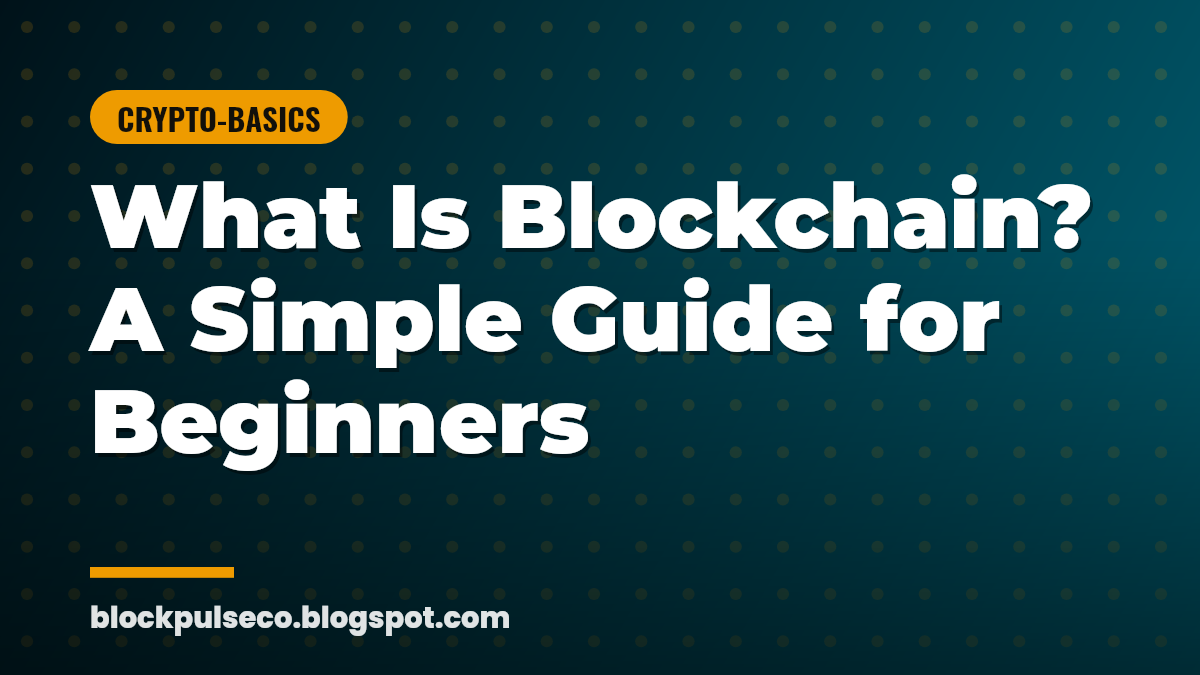 CRYPTO-BASICS
What Is Blockchain?
A Simple Guide for
Beginners
blockpulseco.blogspot.com